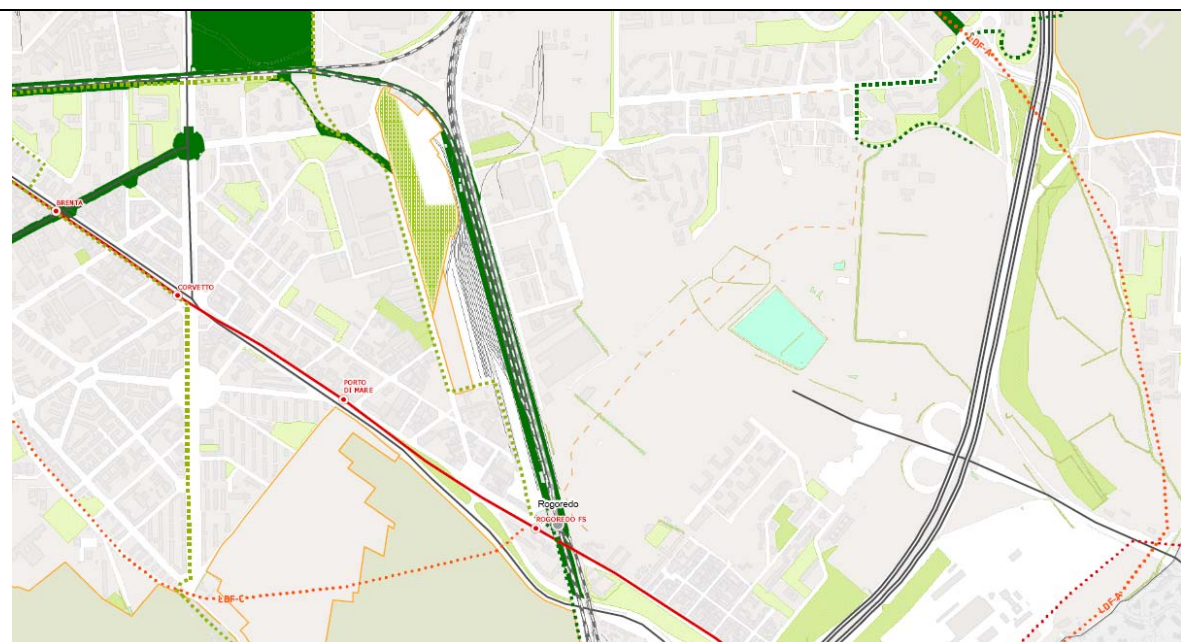 LDF-A
BRENTA
CORVETTO
PORTO
DI MARE
Rogoredo
ROGOREDO FS
LDF-C
LDF-A